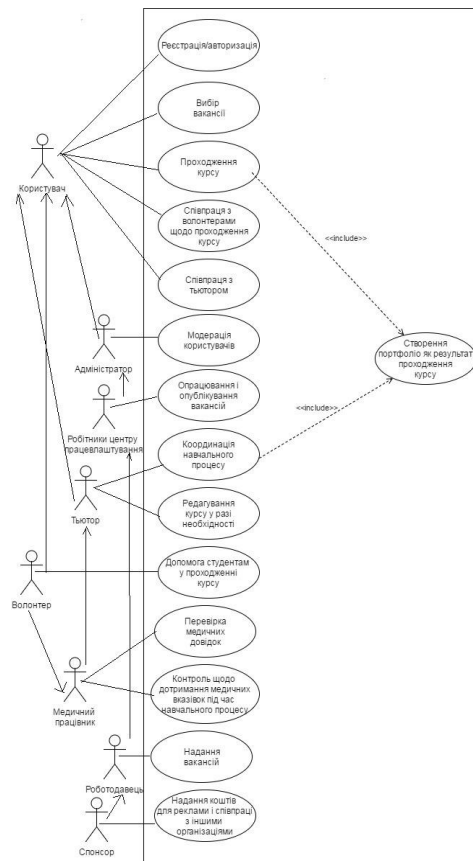 Реєстрація/авторизація
Вибір
вакансії
Користувач
Проходження
курсу
Співпраця з
волонтерами
щодо проходження
курсу
<<include>>
Співпраця з
тьютором
Адміністратор
Модерація
користувачів
Створення
портфоліо як результат
проходження
курсу
Робітники центру
працевлаштування
Опрацювання і
опублікування
вакансій
<<include>>
Координація
навчального
процесу
Тьютор
Редагування
курсу у разі
необхідності
Волонтер
Допомога студентам
у проходженні
курсу
Перевірка
медичних
довідок
Медичний
працівник
Контроль щодо
дотримання медичних
вказівок під час
навчального процесу
Роботодавець
Надання
вакансій
Спонсор
Надання коштів
для реклами і співпраці
з іншими
організаціями